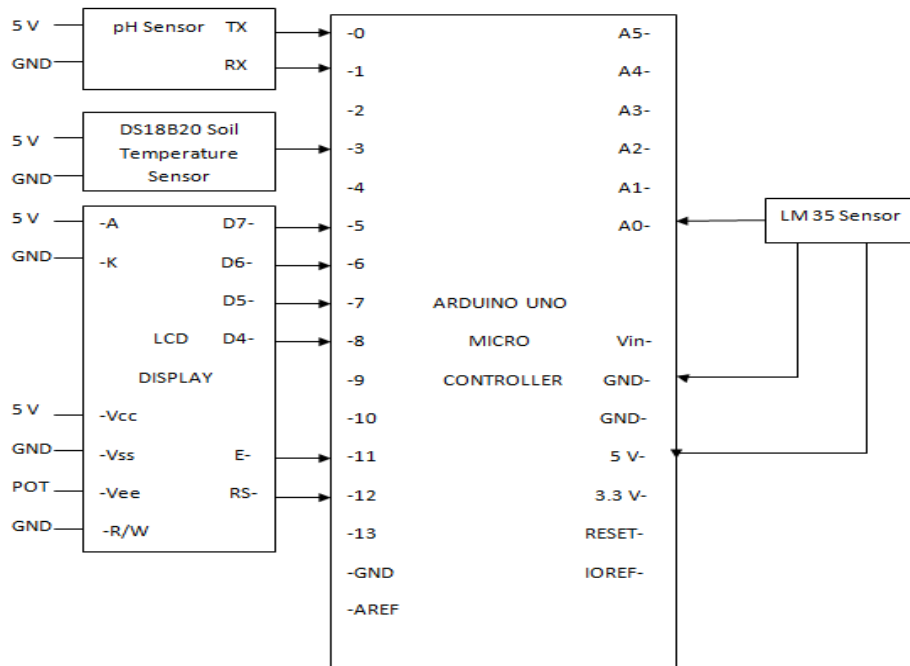 5 V
GND
pH Sensor TX
RX
5 V
GND
DS18B20 Soil
Temperature
Sensor
5 V
GND
-A
-K
D7-
D6-
D5-
LCD D4-
DISPLAY
5 V
GND
POT
GND
-Vcc
-Vss
-Vee
-R/W
E-
RS-
-0
-1
-2
-3
-4
-5
-6
-7
-8
-9
-10
-11
-12
-13
-GND
-AREF
ARDUINO UNO
MICRO
CONTROLLER
A5-
A4-
A3-
A2-
A1-
A0-
Vin-
GND-
GND-
5 V-
3.3 V-
RESET-
IOREF-
LM 35 Sensor